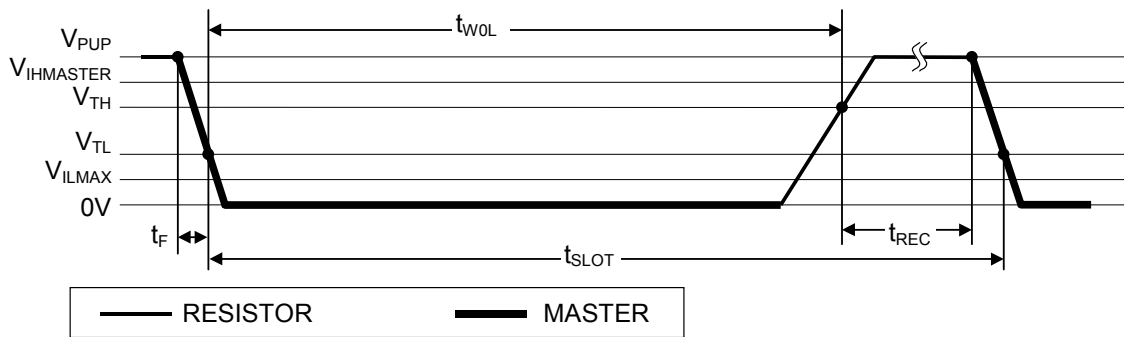 tW0L
VPUP
VIHMASTER
VTH
VTL
VILMAX
0V
tF
tREC
tSLOT
RESISTOR MASTER